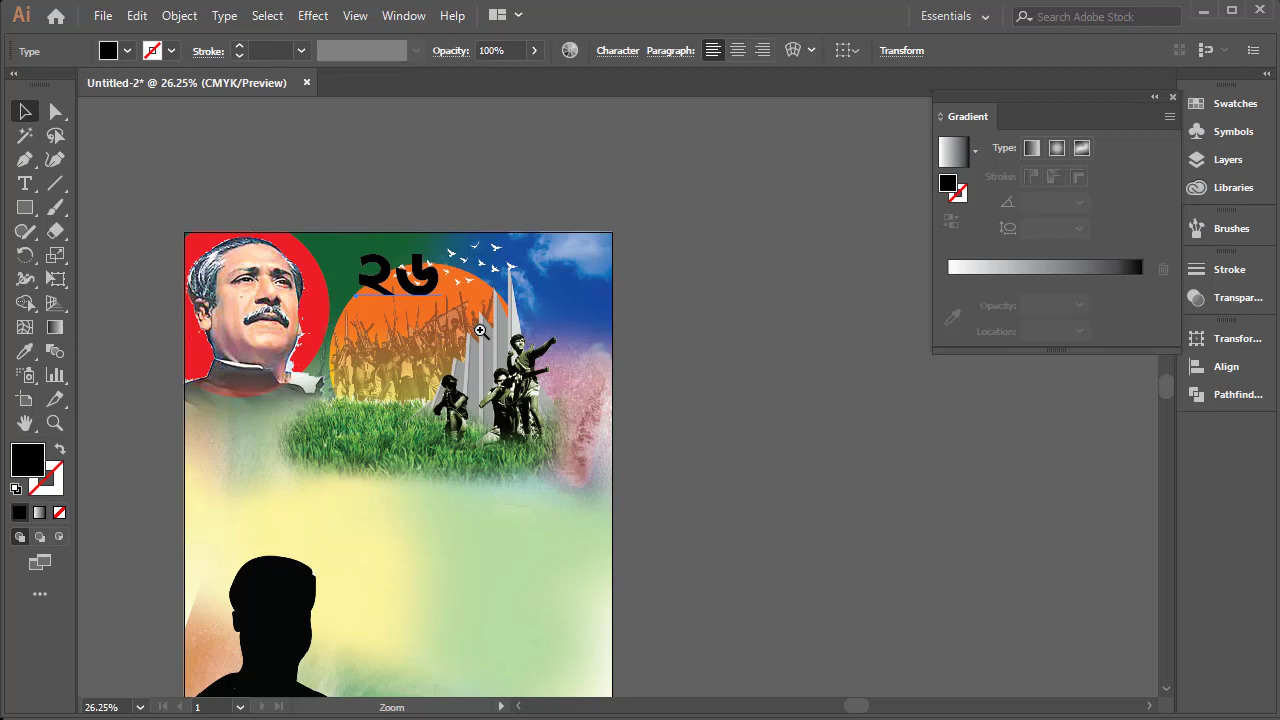 Ai File Edit Object Type Select Effect View Window Help Essentials Search Adobe Stock
Type Stroke: Opacity: 100% Character Paragraph: Transform
Untitled-2* @ 26.25% (CMYK/Preview)
Gradient
Type:
Stroke:
Opacity:
Location:
Swatches
Symbols
Layers
Libraries
Brushes
Stroke
Transpar...
Transfor...
Align
Pathfind...
২৬
26.25% 1 Zoom